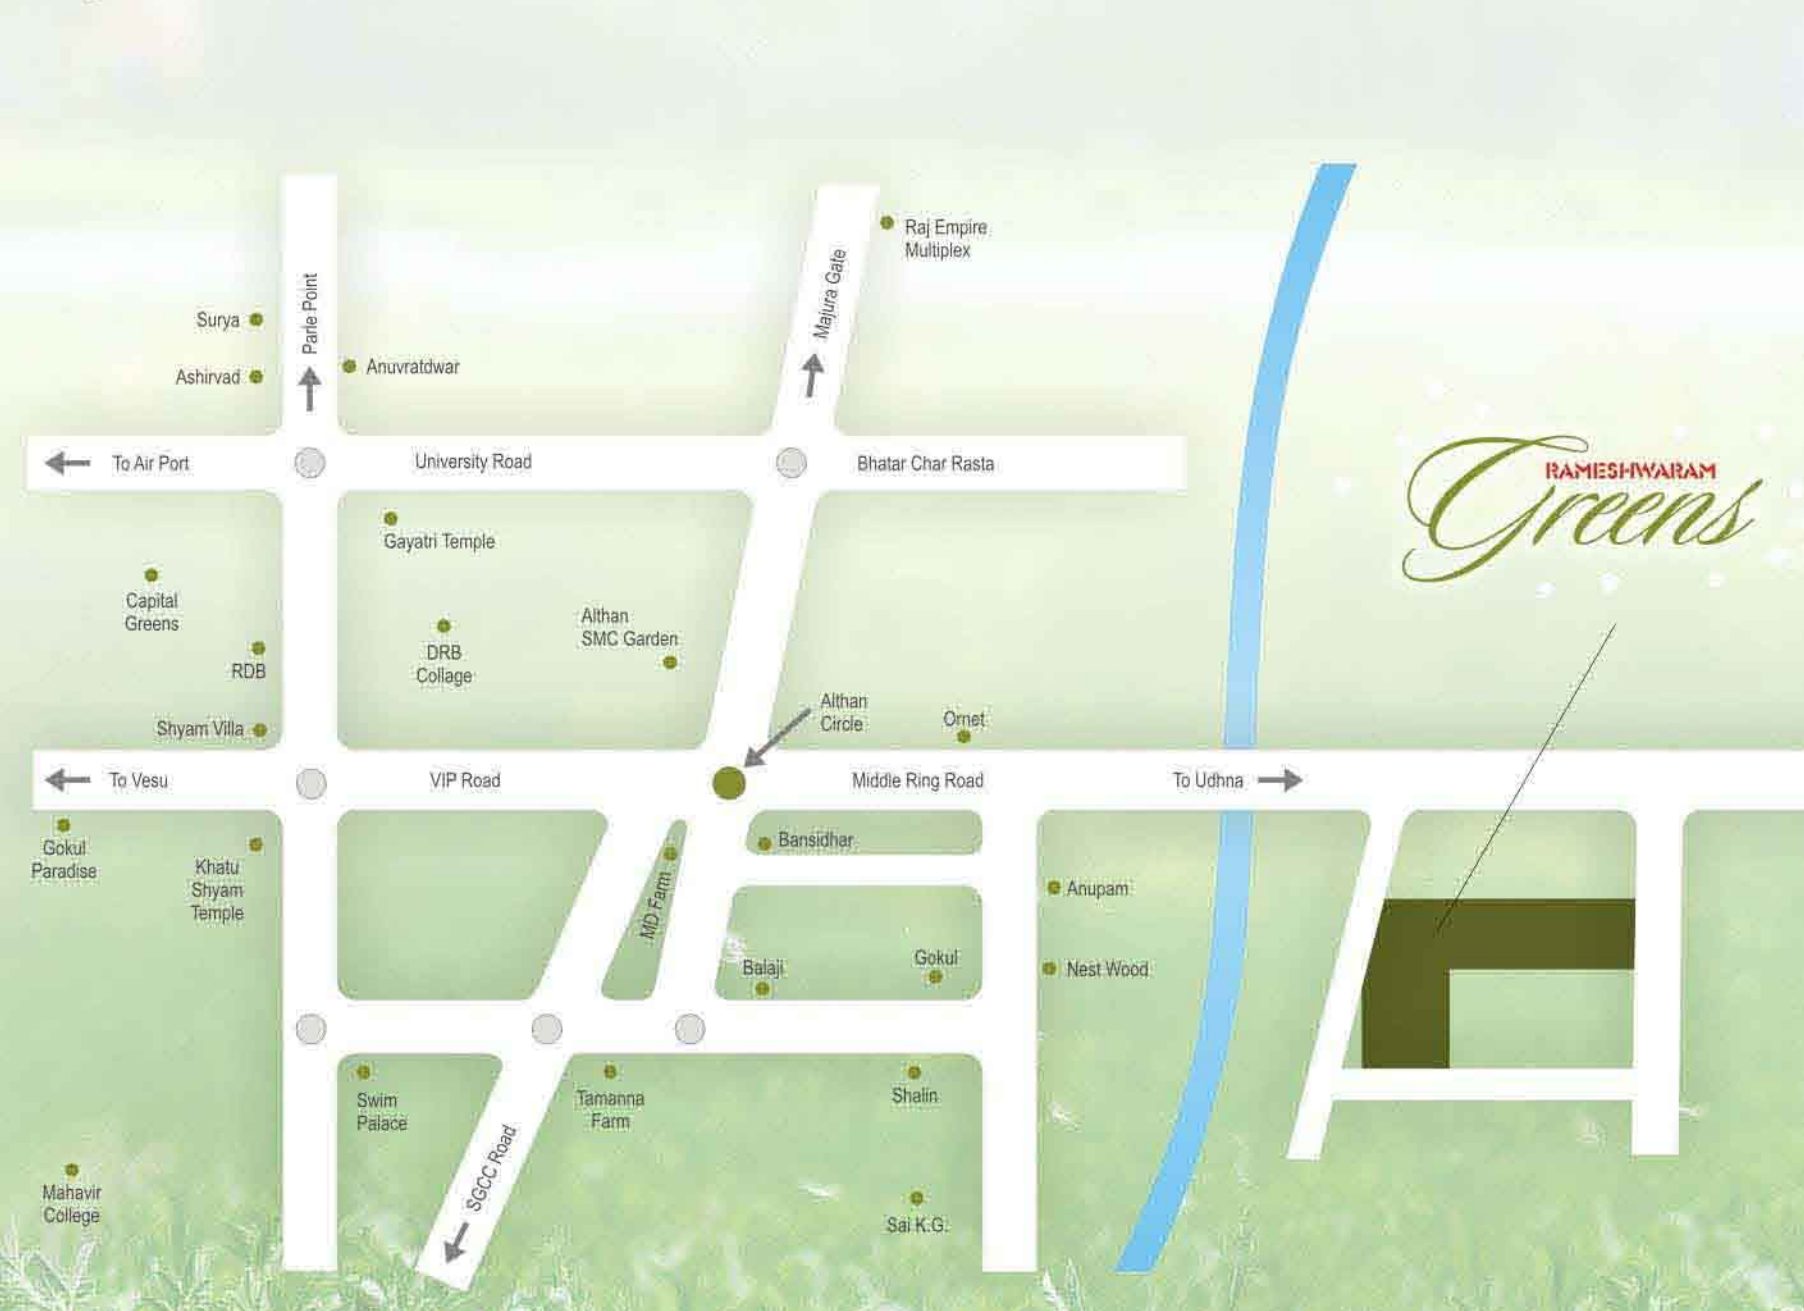 Raj Empire
Multiplex
Majura Gate
Parle Point
Surya
Ashirvad
Anuvratdwar
To Air Port
University Road
Bhatar Char Rasta
RAMESHWARAM
Greens
Gayatri Temple
Capital
Greens
RDB
DRB
Collage
Althan
SMC Garden
Shyam Villa
Althan
Circle
Ornet
To Vesu
VIP Road
Middle Ring Road
To Udhna
Gokul
Paradise
Khatu
Shyam
Temple
MD Farm
Bansidhar
Anupam
Balaji
Gokul
Nest Wood
Swim
Palace
Tamanna
Farm
Shalin
SGCC Road
Mahavir
College
Sai K.G.